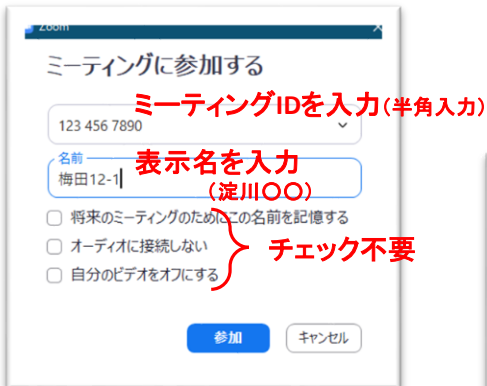 Zoom
ミーティングに参加する
ミーティングIDを入力(半角入力)
123 456 7890
名前
表示名を入力
梅田12-1
(淀川〇〇)
将来のミーティングのためにこの名前を記憶する
オーディオに接続しない
チェック不要
自分のビデオをオフにする
参加
キャンセル